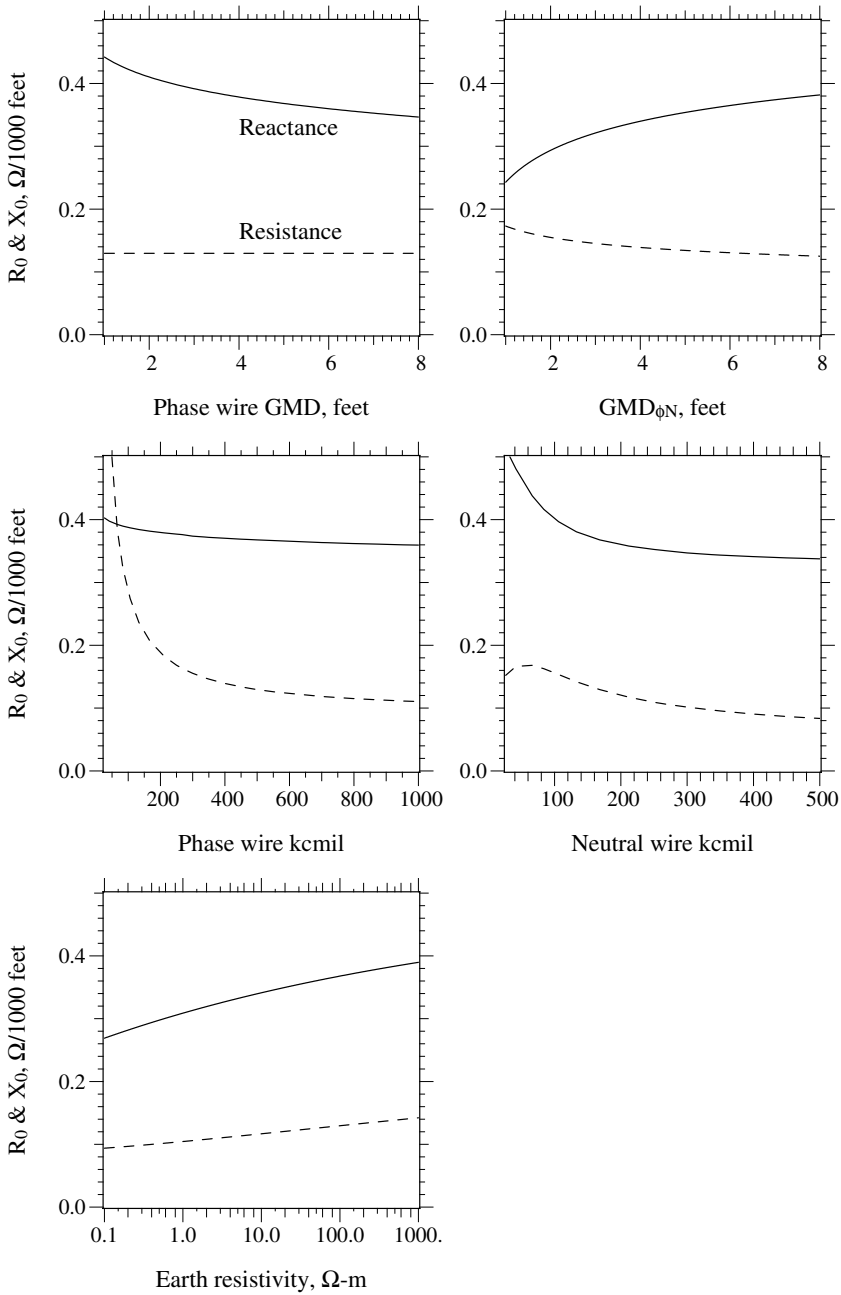 R0 & X0, Ω/1000 feet
0.4
0.2
0.0
Reactance
Resistance
2 4 6 8
Phase wire GMD, feet
0.4
0.2
0.0
2 4 6 8
GMDϕN, feet
R0 & X0, Ω/1000 feet
0.4
0.2
0.0
200 400 600 800 1000
Phase wire kcmil
0.4
0.2
0.0
100 200 300 400 500
Neutral wire kcmil
R0 & X0, Ω/1000 feet
0.4
0.2
0.0
0.1 1.0 10.0 100.0 1000.
Earth resistivity, Ω-m